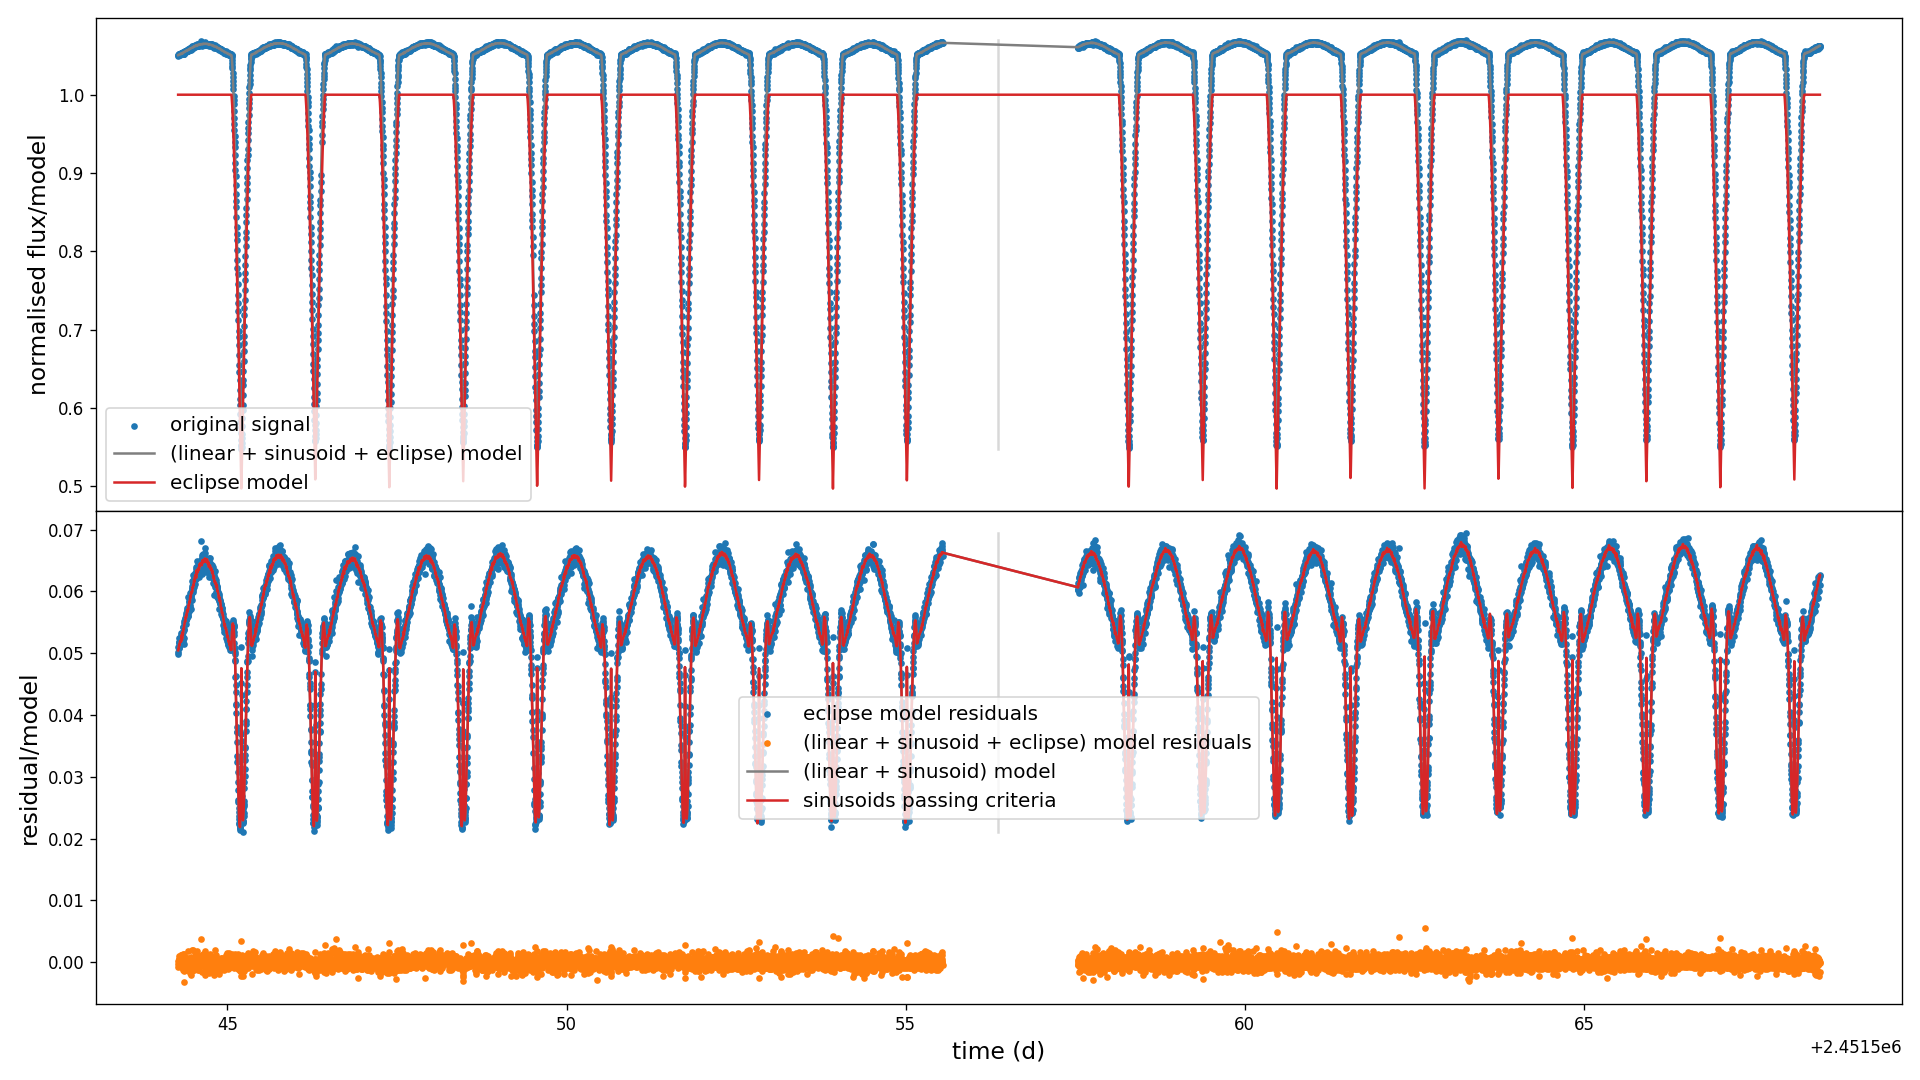 normalised flux/model
1.0
0.9
0.8
0.7
0.6
0.5
original signal
(linear + sinusoid + eclipse) model
eclipse model
residual/model
0.07
0.06
0.05
0.04
0.03
0.02
0.01
0.00
eclipse model residuals
(linear + sinusoid + eclipse) model residuals
(linear + sinusoid) model
sinusoids passing criteria
45 50 55 60 65
time (d)
+2.4515e6